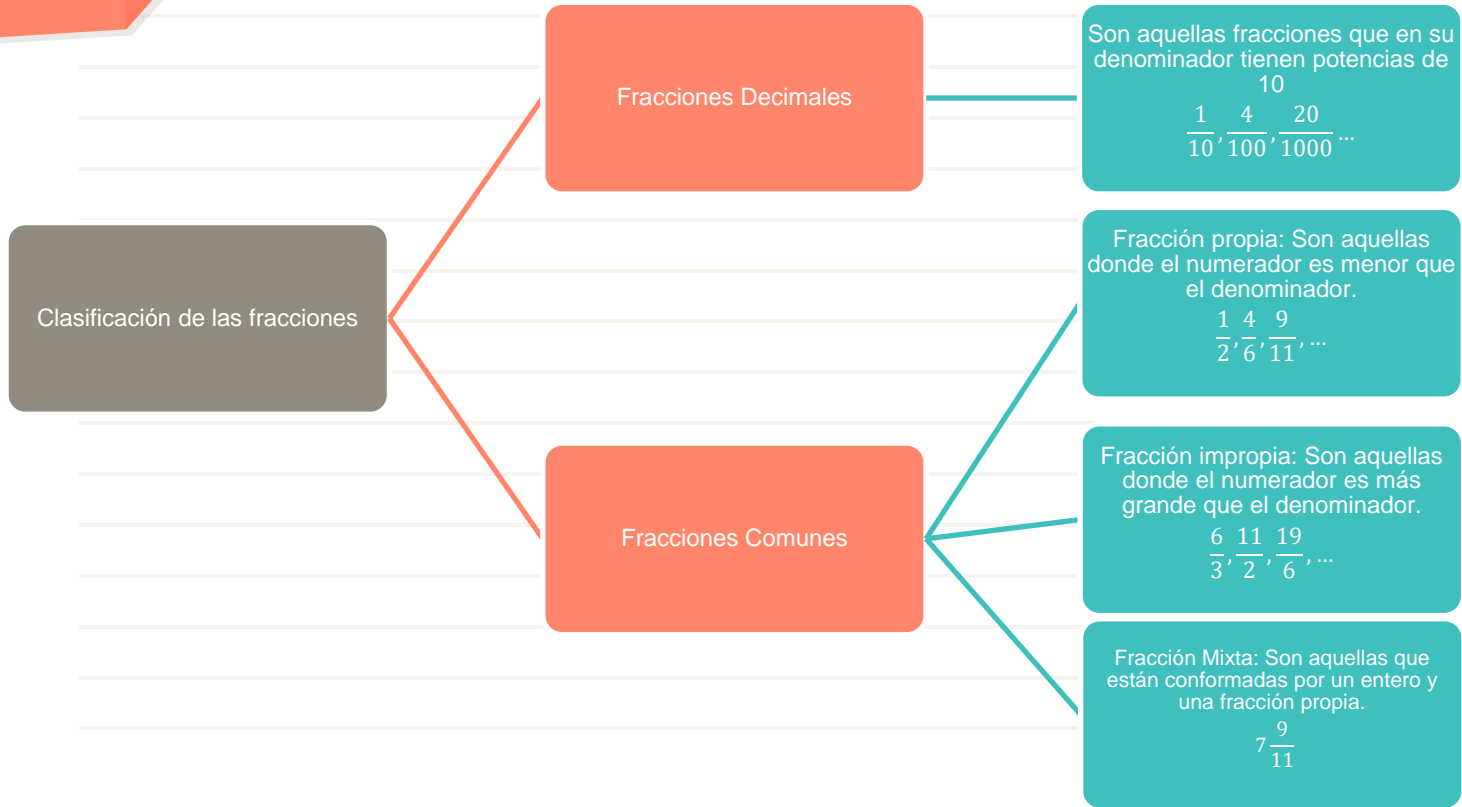 Clasificación de las fracciones
Fracciones Decimales
Son aquellas fracciones que en su
denominador tienen potencias de
10
1/10, 4/100, 20/1000 ...
Fracciones Comunes
Fracción propia: Son aquellas
donde el numerador es menor que
el denominador.
1/2, 4/6, 9/11, ...
Fracción impropia: Son aquellas
donde el numerador es más
grande que el denominador.
6/3, 11/2, 19/6, ...
Fracción Mixta: Son aquellas que
están conformadas por un entero y
una fracción propia.
7 9/11